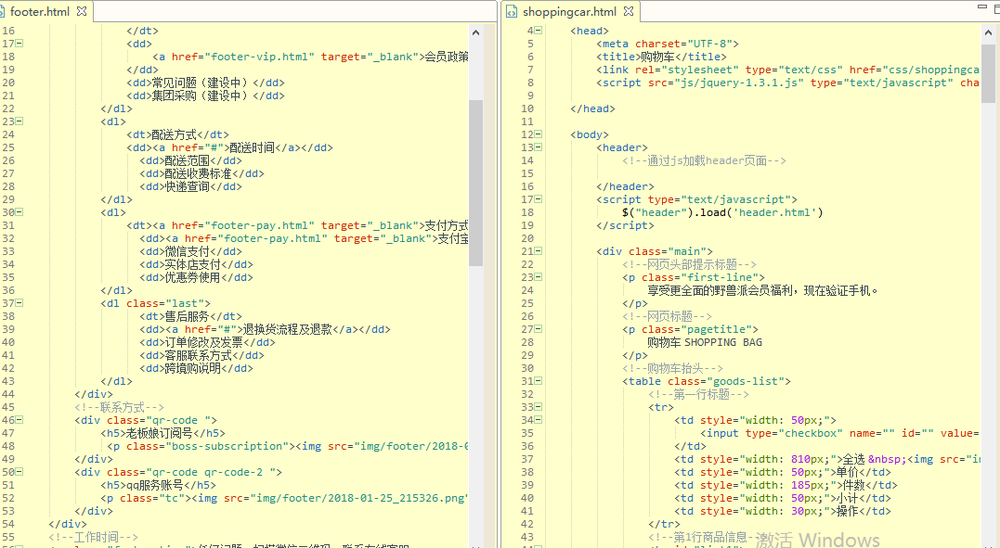 footer.html
16 </dt>
17 <dd>
18 <a href="footer-vip.html" target="_blank">会员政策
19 </dd>
20 <dd>常见问题（建设中）</dd>
21 <dd>集团采购（建设中）</dd>
22 </dl>
23 <dl>
24 <dt>配送方式</dt>
25 <dd><a href="#">配送时间</a></dd>
26 <dd>配送范围</dd>
27 <dd>配送收费标准</dd>
28 <dd>快递查询</dd>
29 </dl>
30 <dl>
31 <dt><a href="footer-pay.html" target="_blank">支付方式
32 <dd><a href="footer-pay.html" target="_blank">支付宝
33 <dd>微信支付</dd>
34 <dd>实体店支付</dd>
35 <dd>优惠券使用</dd>
36 </dl>
37 <dl class="last">
38 <dt>售后服务</dt>
39 <dd><a href="#">退换货流程及退款</a></dd>
40 <dd>订单修改及发票</dd>
41 <dd>客服联系方式</dd>
42 <dd>跨境购说明</dd>
43 </dl>
44 </div>
45 <!--联系方式-->
46 <div class="qr-code ">
47 <h5>老板娘订阅号</h5>
48 <p class="boss-subscription"><img src="img/footer/2018-0
49 </div>
50 <div class="qr-code qr-code-2 ">
51 <h5>qq服务账号</h5>
52 <p class="tc"><img src="img/footer/2018-01-25_215326.png"
53 </div>
54 </div>
55 <!--工作时间-->
shoppingcar.html
4 <head>
5 <meta charset="UTF-8">
6 <title>购物车</title>
7 <link rel="stylesheet" type="text/css" href="css/shoppingca
8 <script src="js/jquery-1.3.1.js" type="text/javascript" cha
9
10 </head>
11
12 <body>
13 <header>
14 <!--通过js加载header页面-->
15
16 </header>
17 <script type="text/javascript">
18 $("header").load('header.html')
19 </script>
20
21 <div class="main">
22 <!--网页头部提示标题-->
23 <p class="first-line">
24 享受更全面的野兽派会员福利，现在验证手机。
25 </p>
26 <!--网页标题-->
27 <p class="pagetitle">
28 购物车 SHOPPING BAG
29 </p>
30 <!--购物车抬头-->
31 <table class="goods-list">
32 <!--第一行标题-->
33 <tr>
34 <td style="width: 50px;">
35 <input type="checkbox" name="" id="" value=
36 </td>
37 <td style="width: 810px;">全选&nbsp;<img src="i
38 <td style="width: 50px;">单价</td>
39 <td style="width: 185px;">件数</td>
40 <td style="width: 50px;">小计</td>
41 <td style="width: 30px;">操作</td>
42 </tr>
43 <!--第1行商品信息-
激活 Windows